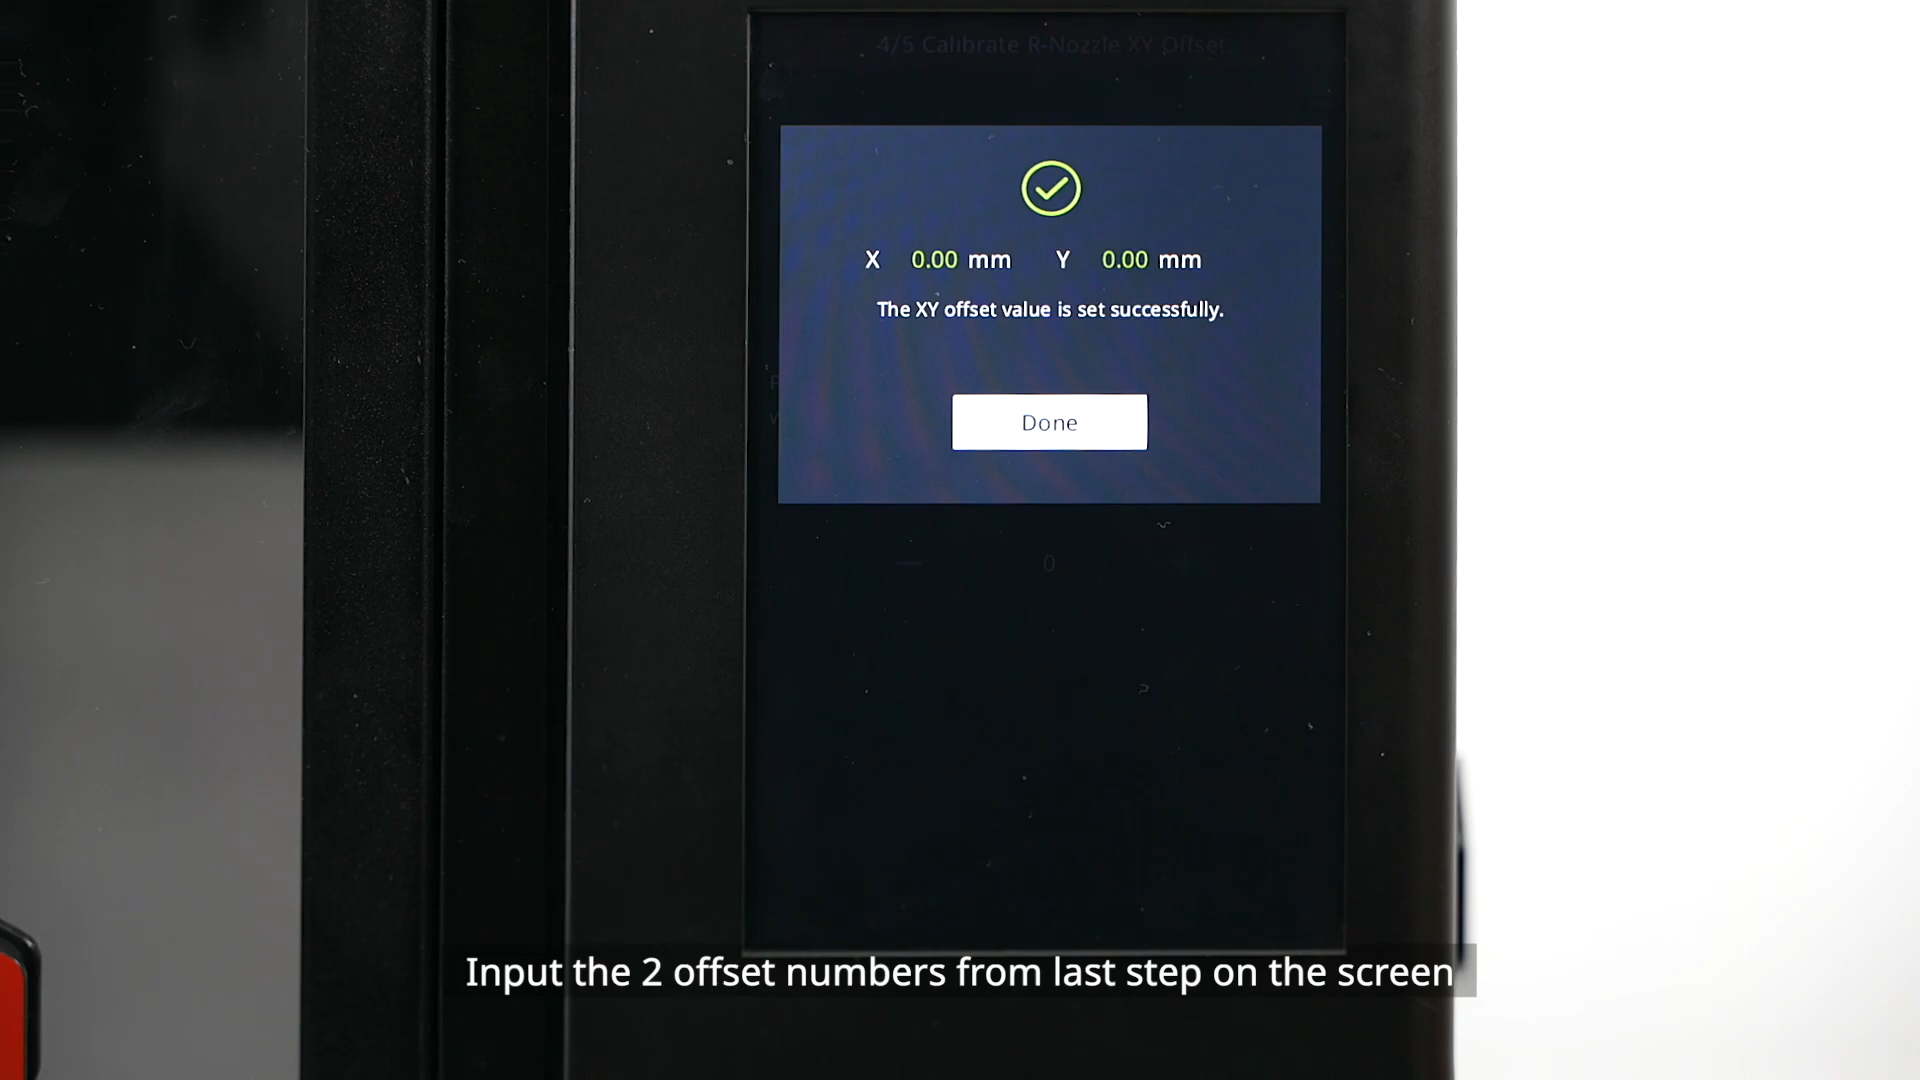 4/5 Calibrate R-Nozzle XY Offset
X 0.00 mm Y 0.00 mm
The XY offset value is set successfully.
Done
0
Input the 2 offset numbers from last step on the screen